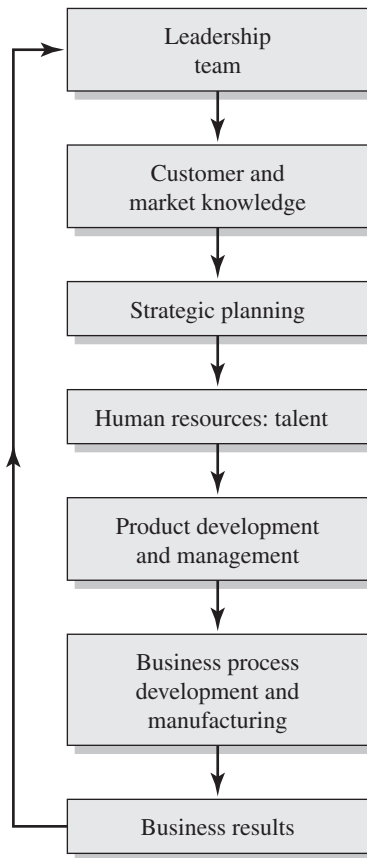 Leadership
team
Customer and
market knowledge
Strategic planning
Human resources: talent
Product development
and management
Business process
development and
manufacturing
Business results